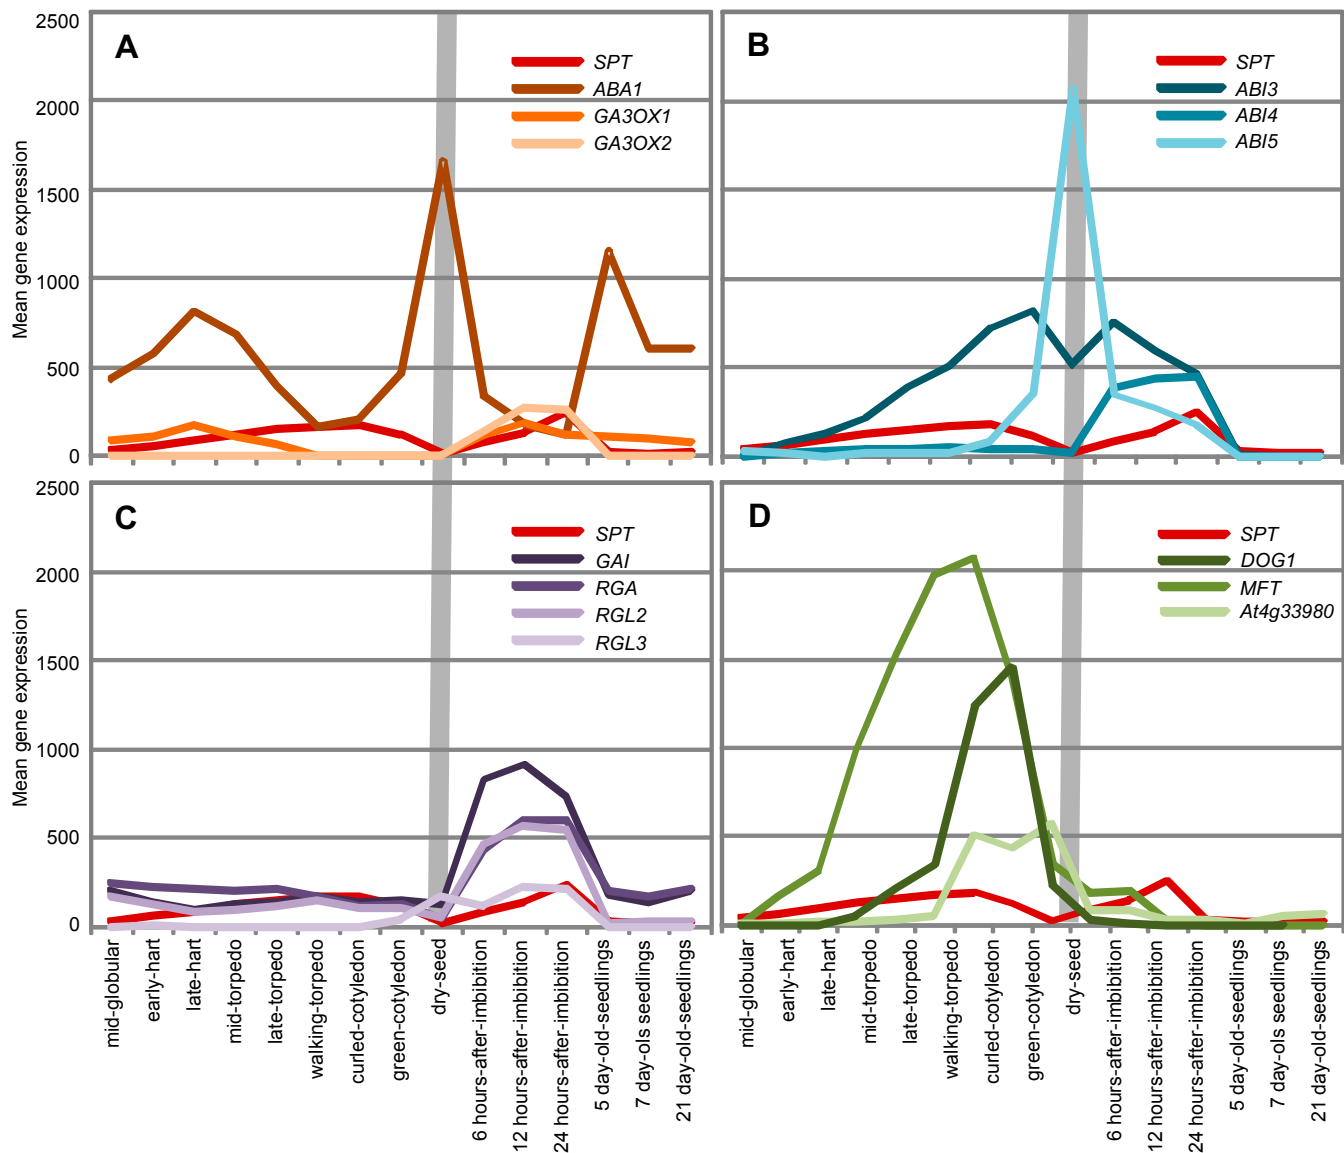 A
2500
2000
1500
1000
500
0
Mean gene expression
SPT
ABA1
GA3OX1
GA3OX2
B
SPT
ABI3
ABI4
ABI5
C
2500
2000
1500
1000
500
0
Mean gene expression
SPT
GAI
RGA
RGL2
RGL3
D
SPT
DOG1
MFT
At4g33980
mid-globular
early-hart
late-hart
mid-torpedo
late-torpedo
walking-torpedo
curled-cotyledon
green-cotyledon
dry-seed
6 hours-after-imbibition
12 hours-after-imbibition
24 hours-after-imbibition
5 day-old-seedlings
7 day-ols seedlings
21 day-old-seedlings
mid-globular
early-hart
late-hart
mid-torpedo
late-torpedo
walking-torpedo
curled-cotyledon
green-cotyledon
dry-seed
6 hours-after-imbibition
12 hours-after-imbibition
24 hours-after-imbibition
5 day-old-seedlings
7 day-ols seedlings
21 day-old-seedlings